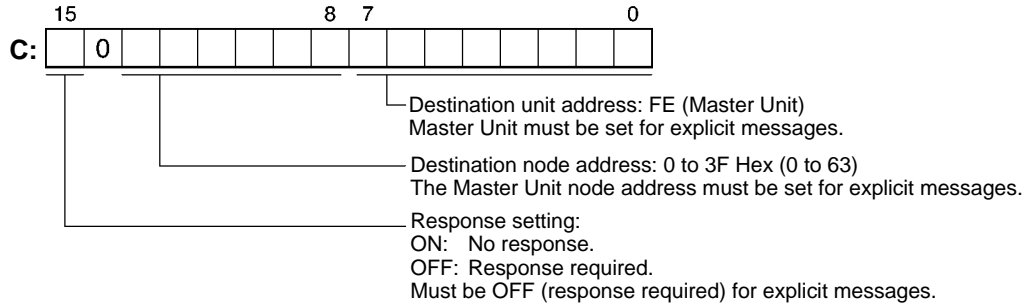 15 8 7 0
C: 0
Destination unit address: FE (Master Unit)
Master Unit must be set for explicit messages.
Destination node address: 0 to 3F Hex (0 to 63)
The Master Unit node address must be set for explicit messages.
Response setting:
ON: No response.
OFF: Response required.
Must be OFF (response required) for explicit messages.